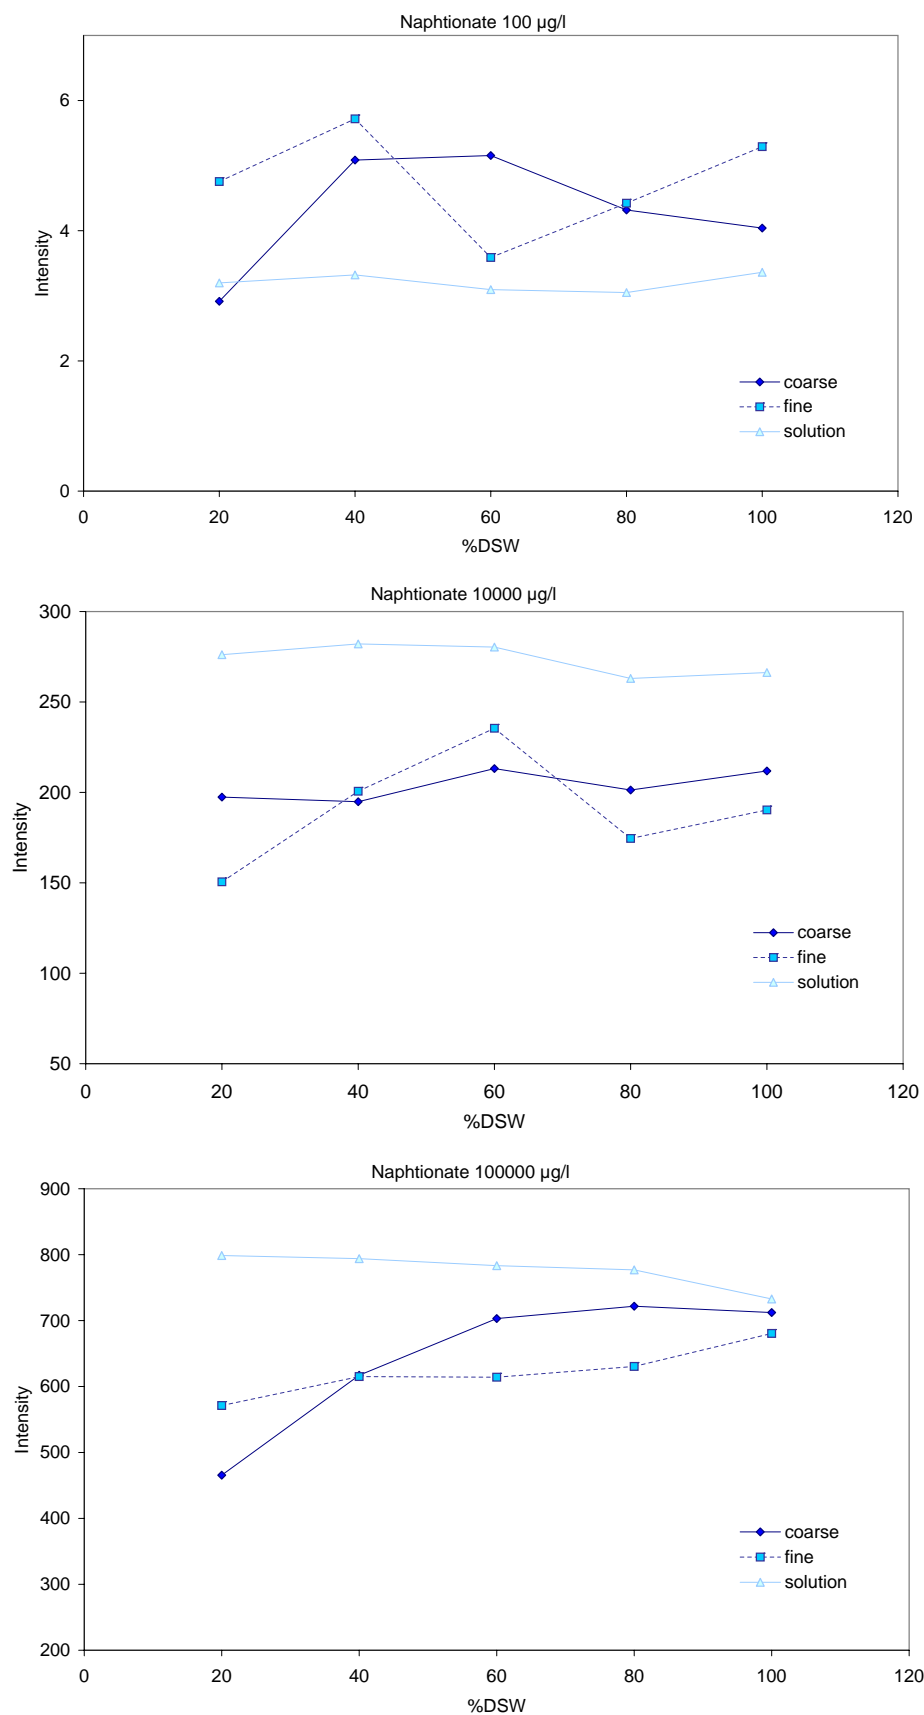 Naphtionate 100 µg/l
6
4
2
0
Intensity
coarse
fine
solution
0 20 40 60 80 100 120
%DSW
Naphtionate 10000 µg/l
300
250
200
150
100
50
Intensity
coarse
fine
solution
0 20 40 60 80 100 120
%DSW
Naphtionate 100000 µg/l
900
800
700
600
500
400
300
200
Intensity
coarse
fine
solution
0 20 40 60 80 100 120
%DSW